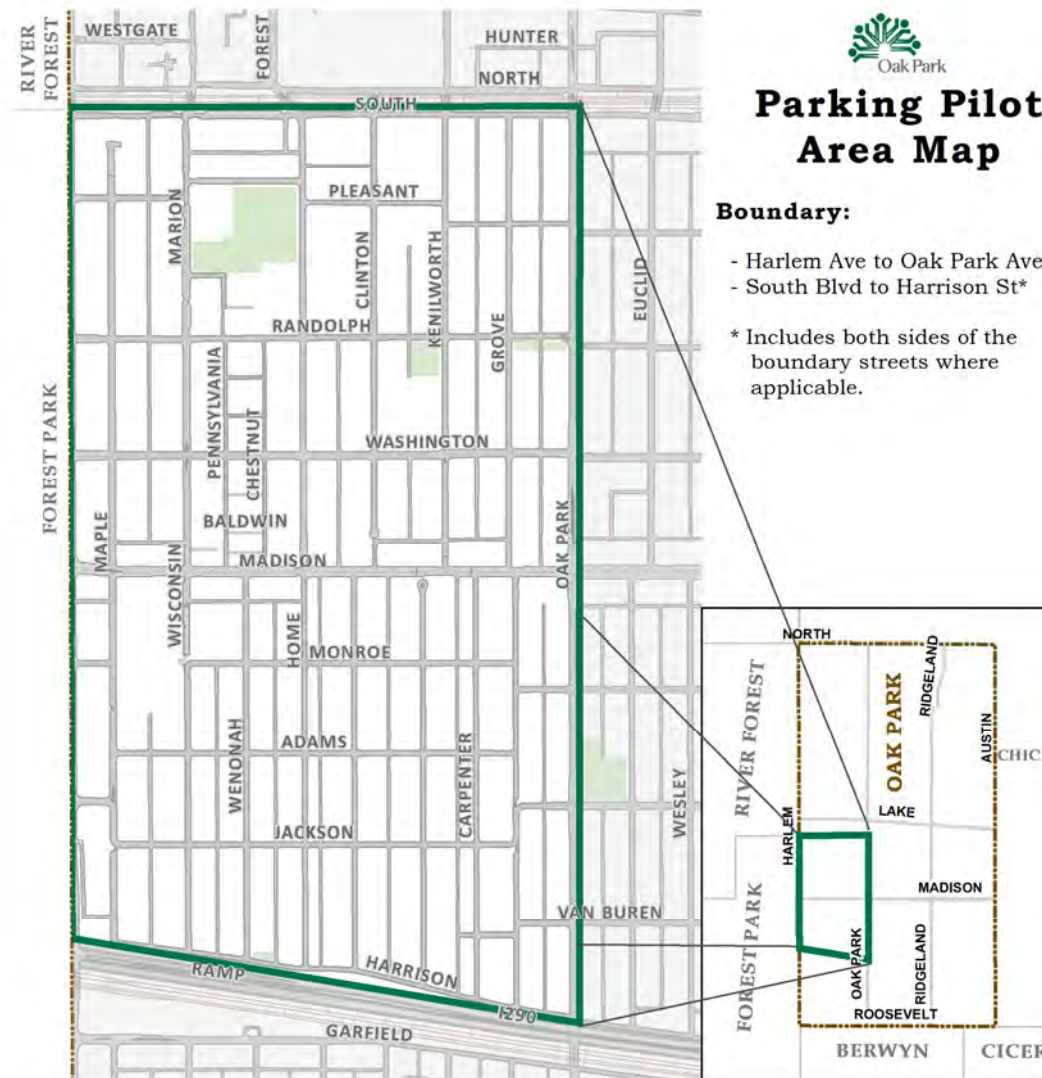 Oak Park
Parking Pilot
Area Map
Boundary:
- Harlem Ave to Oak Park Ave
- South Blvd to Harrison St*
* Includes both sides of the
boundary streets where
applicable.
RIVER
FOREST
WESTGATE
FOREST
HUNTER
NORTH
SOUTH
PLEASANT
MARION
CLINTON
KENILWORTH
EUCLID
RANDOLPH
GROVE
PENNSYLVANIA
CHESTNUT
FOREST PARK
WASHINGTON
MAPLE
BALDWIN
OAK PARK
WISCONSIN
MADISON
HOME
MONROE
WENONAH
ADAMS
CARPENTER
WESLEY
JACKSON
VAN BUREN
RAMP
HARRISON
I290
GARFIELD
NORTH
RIVER FOREST
OAK PARK
RIDGELAND
AUSTIN
CHIC
LAKE
HARLEM
MADISON
FOREST PARK
OAK PARK
RIDGELAND
ROOSEVELT
BERWYN
CICER